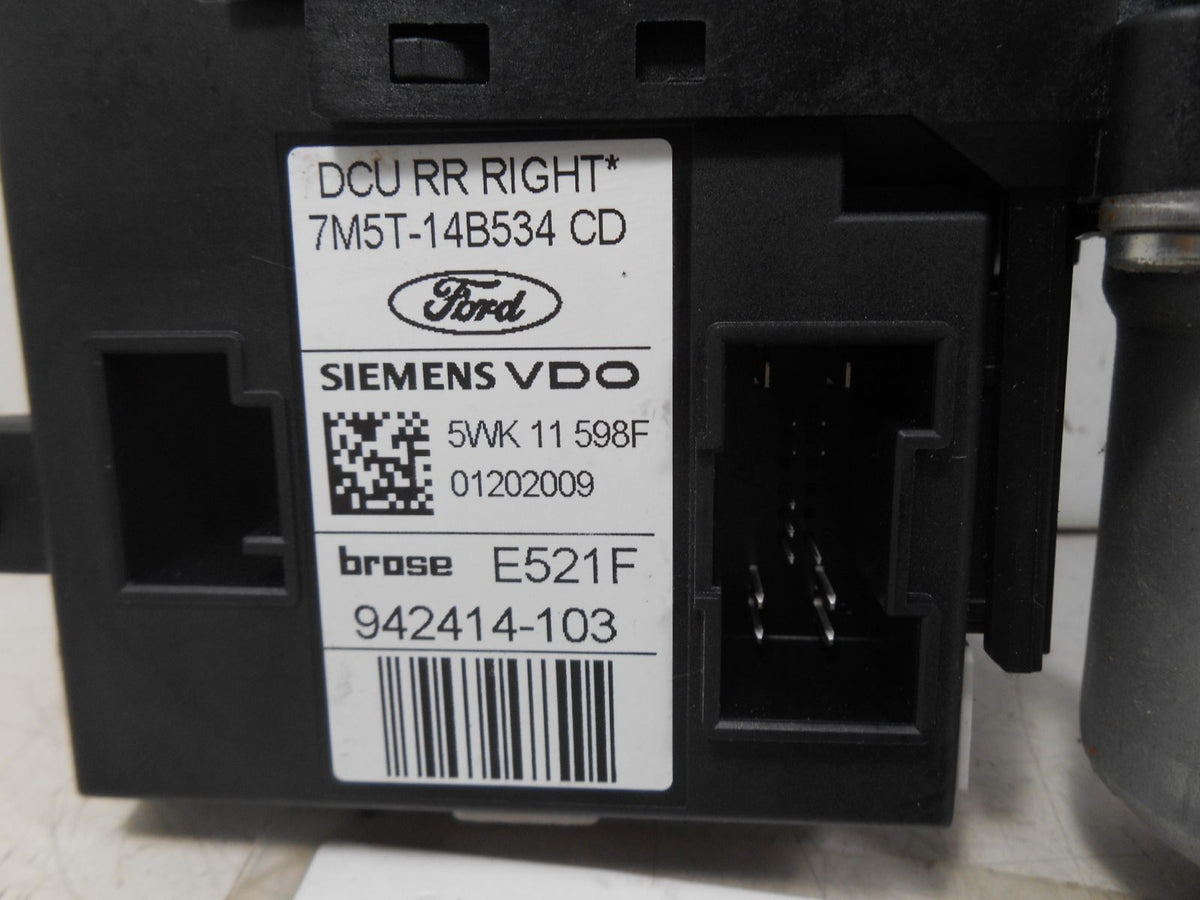 DCU RR RIGHT*
7M5T-14B534 CD
Ford
SIEMENS VDO
5WK 11 598F
01202009
brose E521F
942414-103